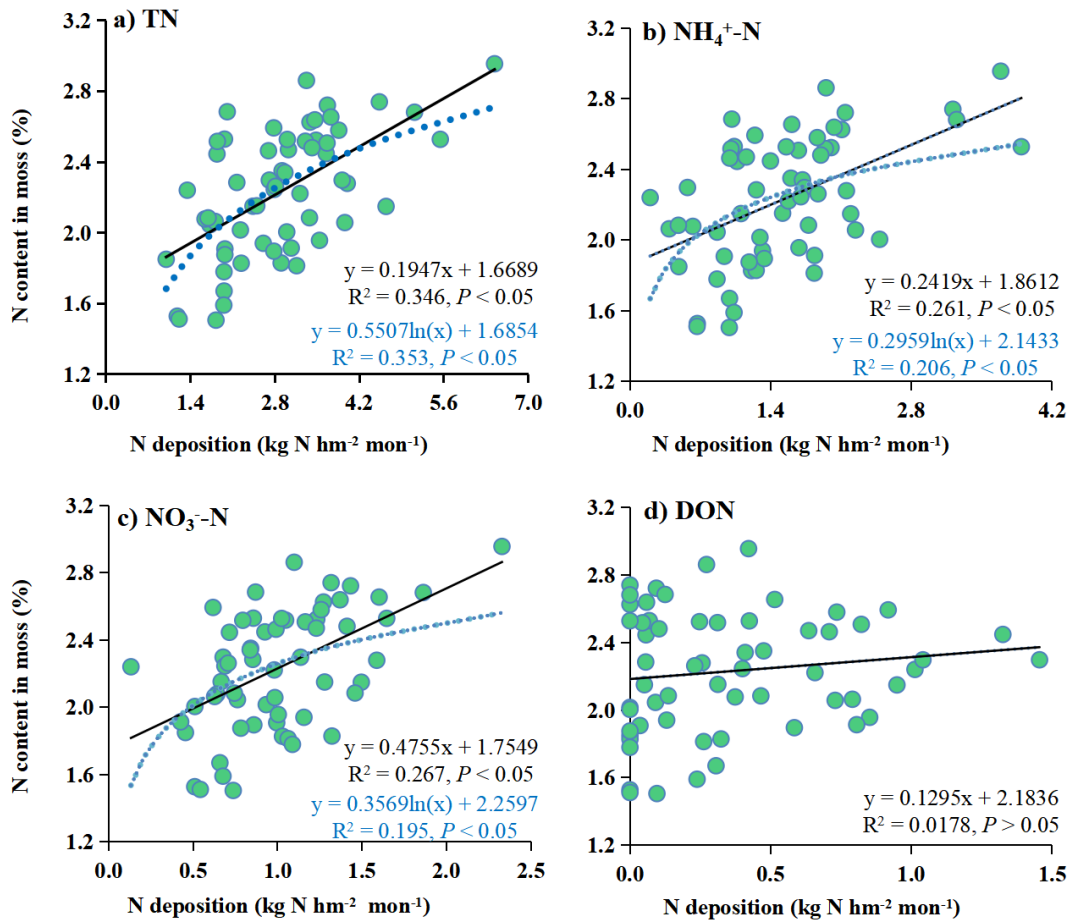 a) TN
N content in moss (%)
3.2
2.8
2.4
2.0
1.6
1.2
y = 0.1947x + 1.6689
R² = 0.346, P < 0.05
y = 0.5507ln(x) + 1.6854
R² = 0.353, P < 0.05
0.0 1.4 2.8 4.2 5.6 7.0
N deposition (kg N hm⁻² mon⁻¹)
b) NH₄⁺-N
3.2
2.8
2.4
2.0
1.6
1.2
y = 0.2419x + 1.8612
R² = 0.261, P < 0.05
y = 0.2959ln(x) + 2.1433
R² = 0.206, P < 0.05
0.0 1.4 2.8 4.2
N deposition (kg N hm⁻² mon⁻¹)
c) NO₃⁻-N
N content in moss (%)
3.2
2.8
2.4
2.0
1.6
1.2
y = 0.4755x + 1.7549
R² = 0.267, P < 0.05
y = 0.3569ln(x) + 2.2597
R² = 0.195, P < 0.05
0.0 0.5 1.0 1.5 2.0 2.5
N deposition (kg N hm⁻² mon⁻¹)
d) DON
3.2
2.8
2.4
2.0
1.6
1.2
y = 0.1295x + 2.1836
R² = 0.0178, P > 0.05
0.0 0.5 1.0 1.5
N deposition (kg N hm⁻² mon⁻¹)